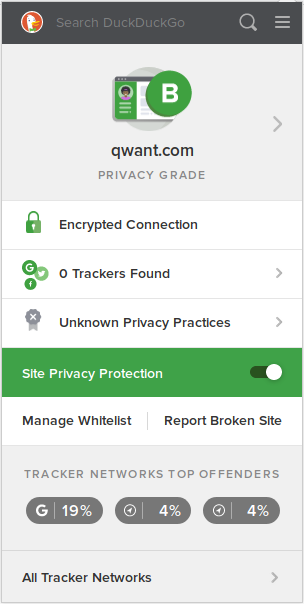 Search DuckDuckGo
B
qwant.com
PRIVACY GRADE
Encrypted Connection
0 Trackers Found
Unknown Privacy Practices
Site Privacy Protection
Manage Whitelist Report Broken Site
TRACKER NETWORKS TOP OFFENDERS
G 19% 4% 4%
All Tracker Networks